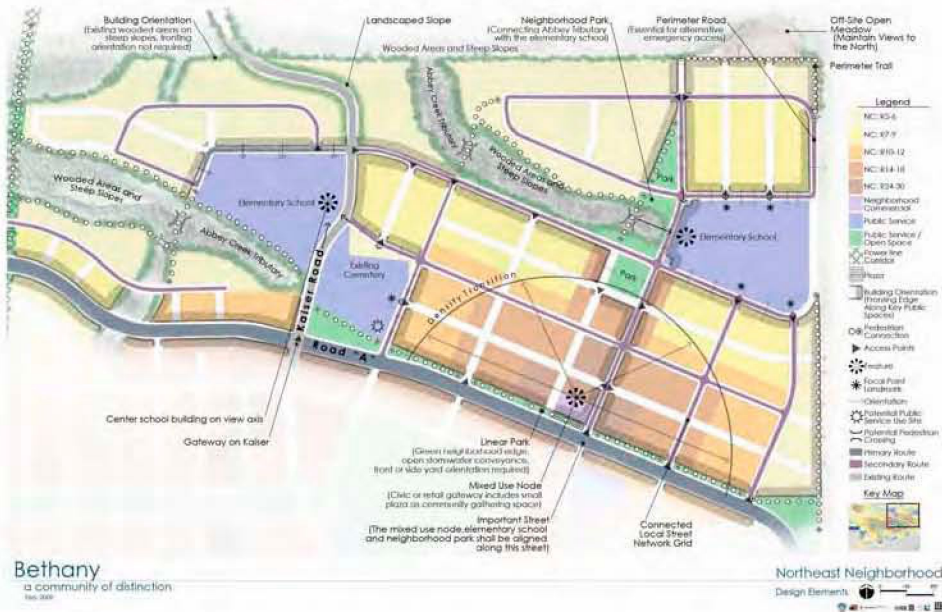 Building Orientation
(Existing wooded areas on
steep slopes, fronting
orientation not required)
Landscaped Slope
Neighborhood Park
(Connecting Abbey Tributary
with the elementary school)
Perimeter Road
(Essential for alternative
emergency access)
Off-Site Open
Meadow
(Maintain Views to
the North)
Perimeter Trail
Wooded Areas and Steep Slopes
Abbey Creek Tributary
Wooded Areas and
Steep Slopes
Park
Wooded Areas and
Steep Slopes
Abbey Creek Tributary
Elementary School
Elementary School
Existing
Cemetery
Park
Density Transition
Kaiser Road
Road "A"
Center school building on view axis
Gateway on Kaiser
Linear Park
(Green neighborhood edge,
open stormwater conveyance,
front or side yard orientation required)
Mixed Use Node
(Civic or retail gateway includes small
plaza as community gathering space)
Important Street
(The mixed use node, elementary school
and neighborhood park shall be aligned
along this street)
Connected
Local Street
Network Grid
Legend
NC: R5-6
NC: R7-9
NC: R10-12
NC: R14-18
NC: R24-30
Neighborhood
Commercial
Public Service
Public Service /
Open Space
Power line
Corridor
Plaza
Building Orientation
(Fronting Edge
Along Key Public
Spaces)
Pedestrian
Connection
Access Points
Feature
Focal Point
Landmark
Orientation
Potential Public
Service Use Site
Potential Pedestrian
Crossing
Primary Route
Secondary Route
Existing Route
Key Map
Bethany
a community of distinction
Northeast Neighborhood
Design Elements